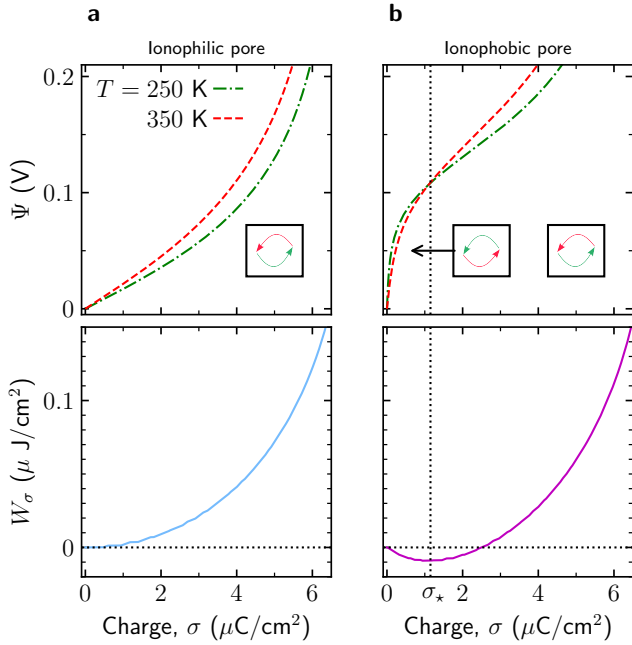 a
b
Ionophilic pore
Ionophobic pore
T = 250 K
350 K
Ψ (V)
0.2
0.1
0
W_σ (μ J/cm²)
0.1
0
0 2 4 6
0 σ⋆ 2 4 6
Charge, σ (μC/cm²)
Charge, σ (μC/cm²)